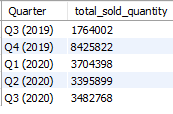 Quarter total_sold_quantity
Q3 (2019) 1764002
Q4 (2019) 8425822
Q1 (2020) 3704398
Q2 (2020) 3395899
Q3 (2020) 3482768